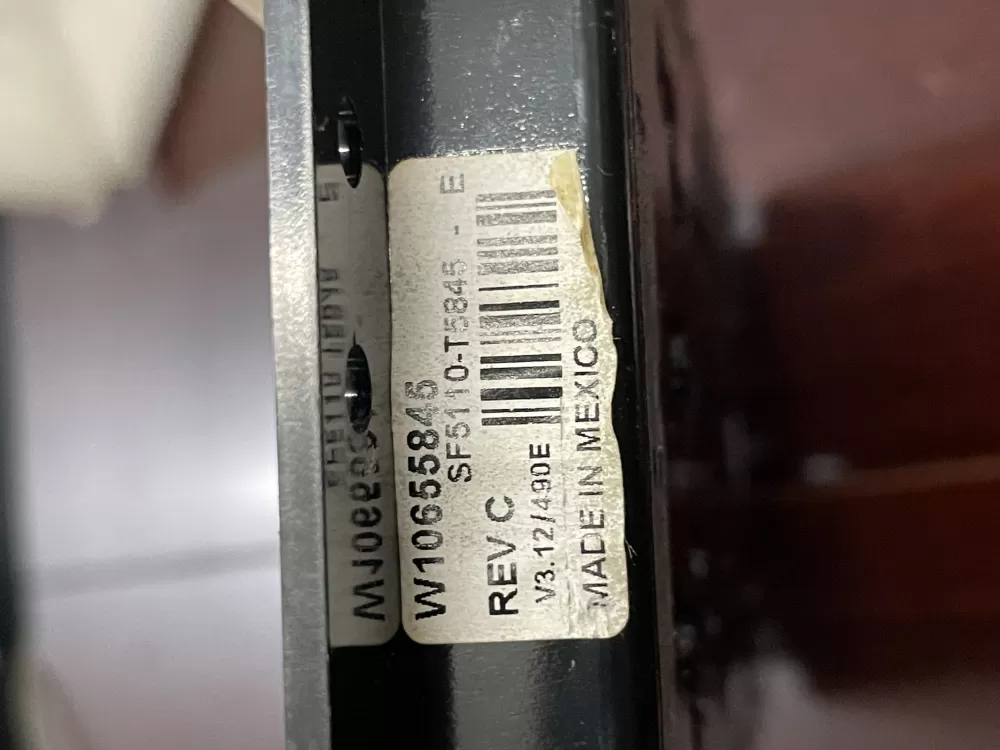 W10655845
SF5110-T5845 - E
REV C
V3.12/490E
MADE IN MEXICO